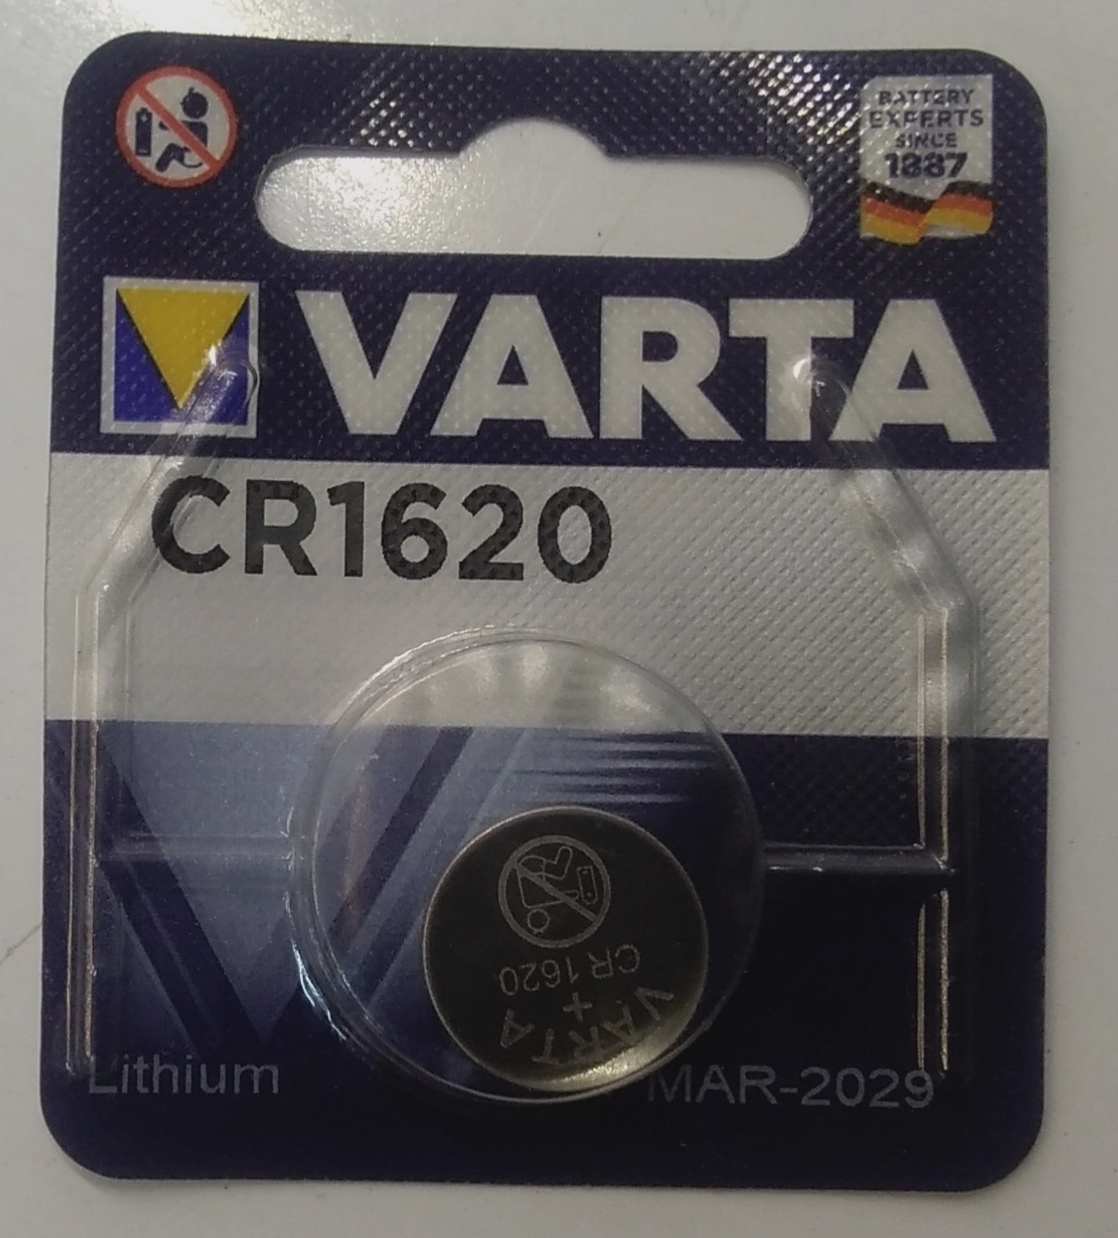 BATTERY
EXPERTS
SINCE
1887
VARTA
CR1620
CR 1620
+
VARTA
Lithium
MAR-2029